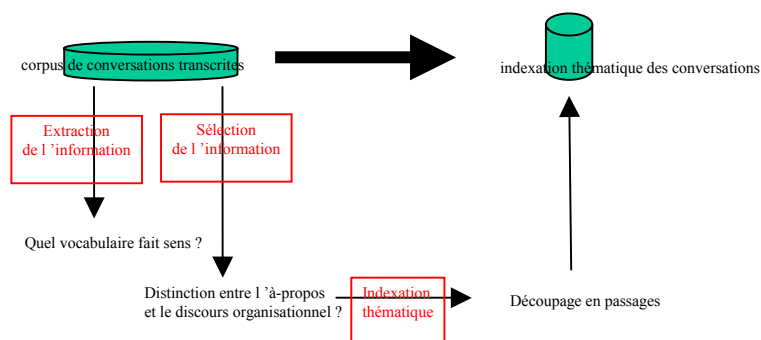 corpus de conversations transcrites
indexation thématique des conversations
Extraction
de l ’information
Sélection
de l ’information
Quel vocabulaire fait sens ?
Distinction entre l ’à-propos
et le discours organisationnel ?
Indexation
thématique
Découpage en passages